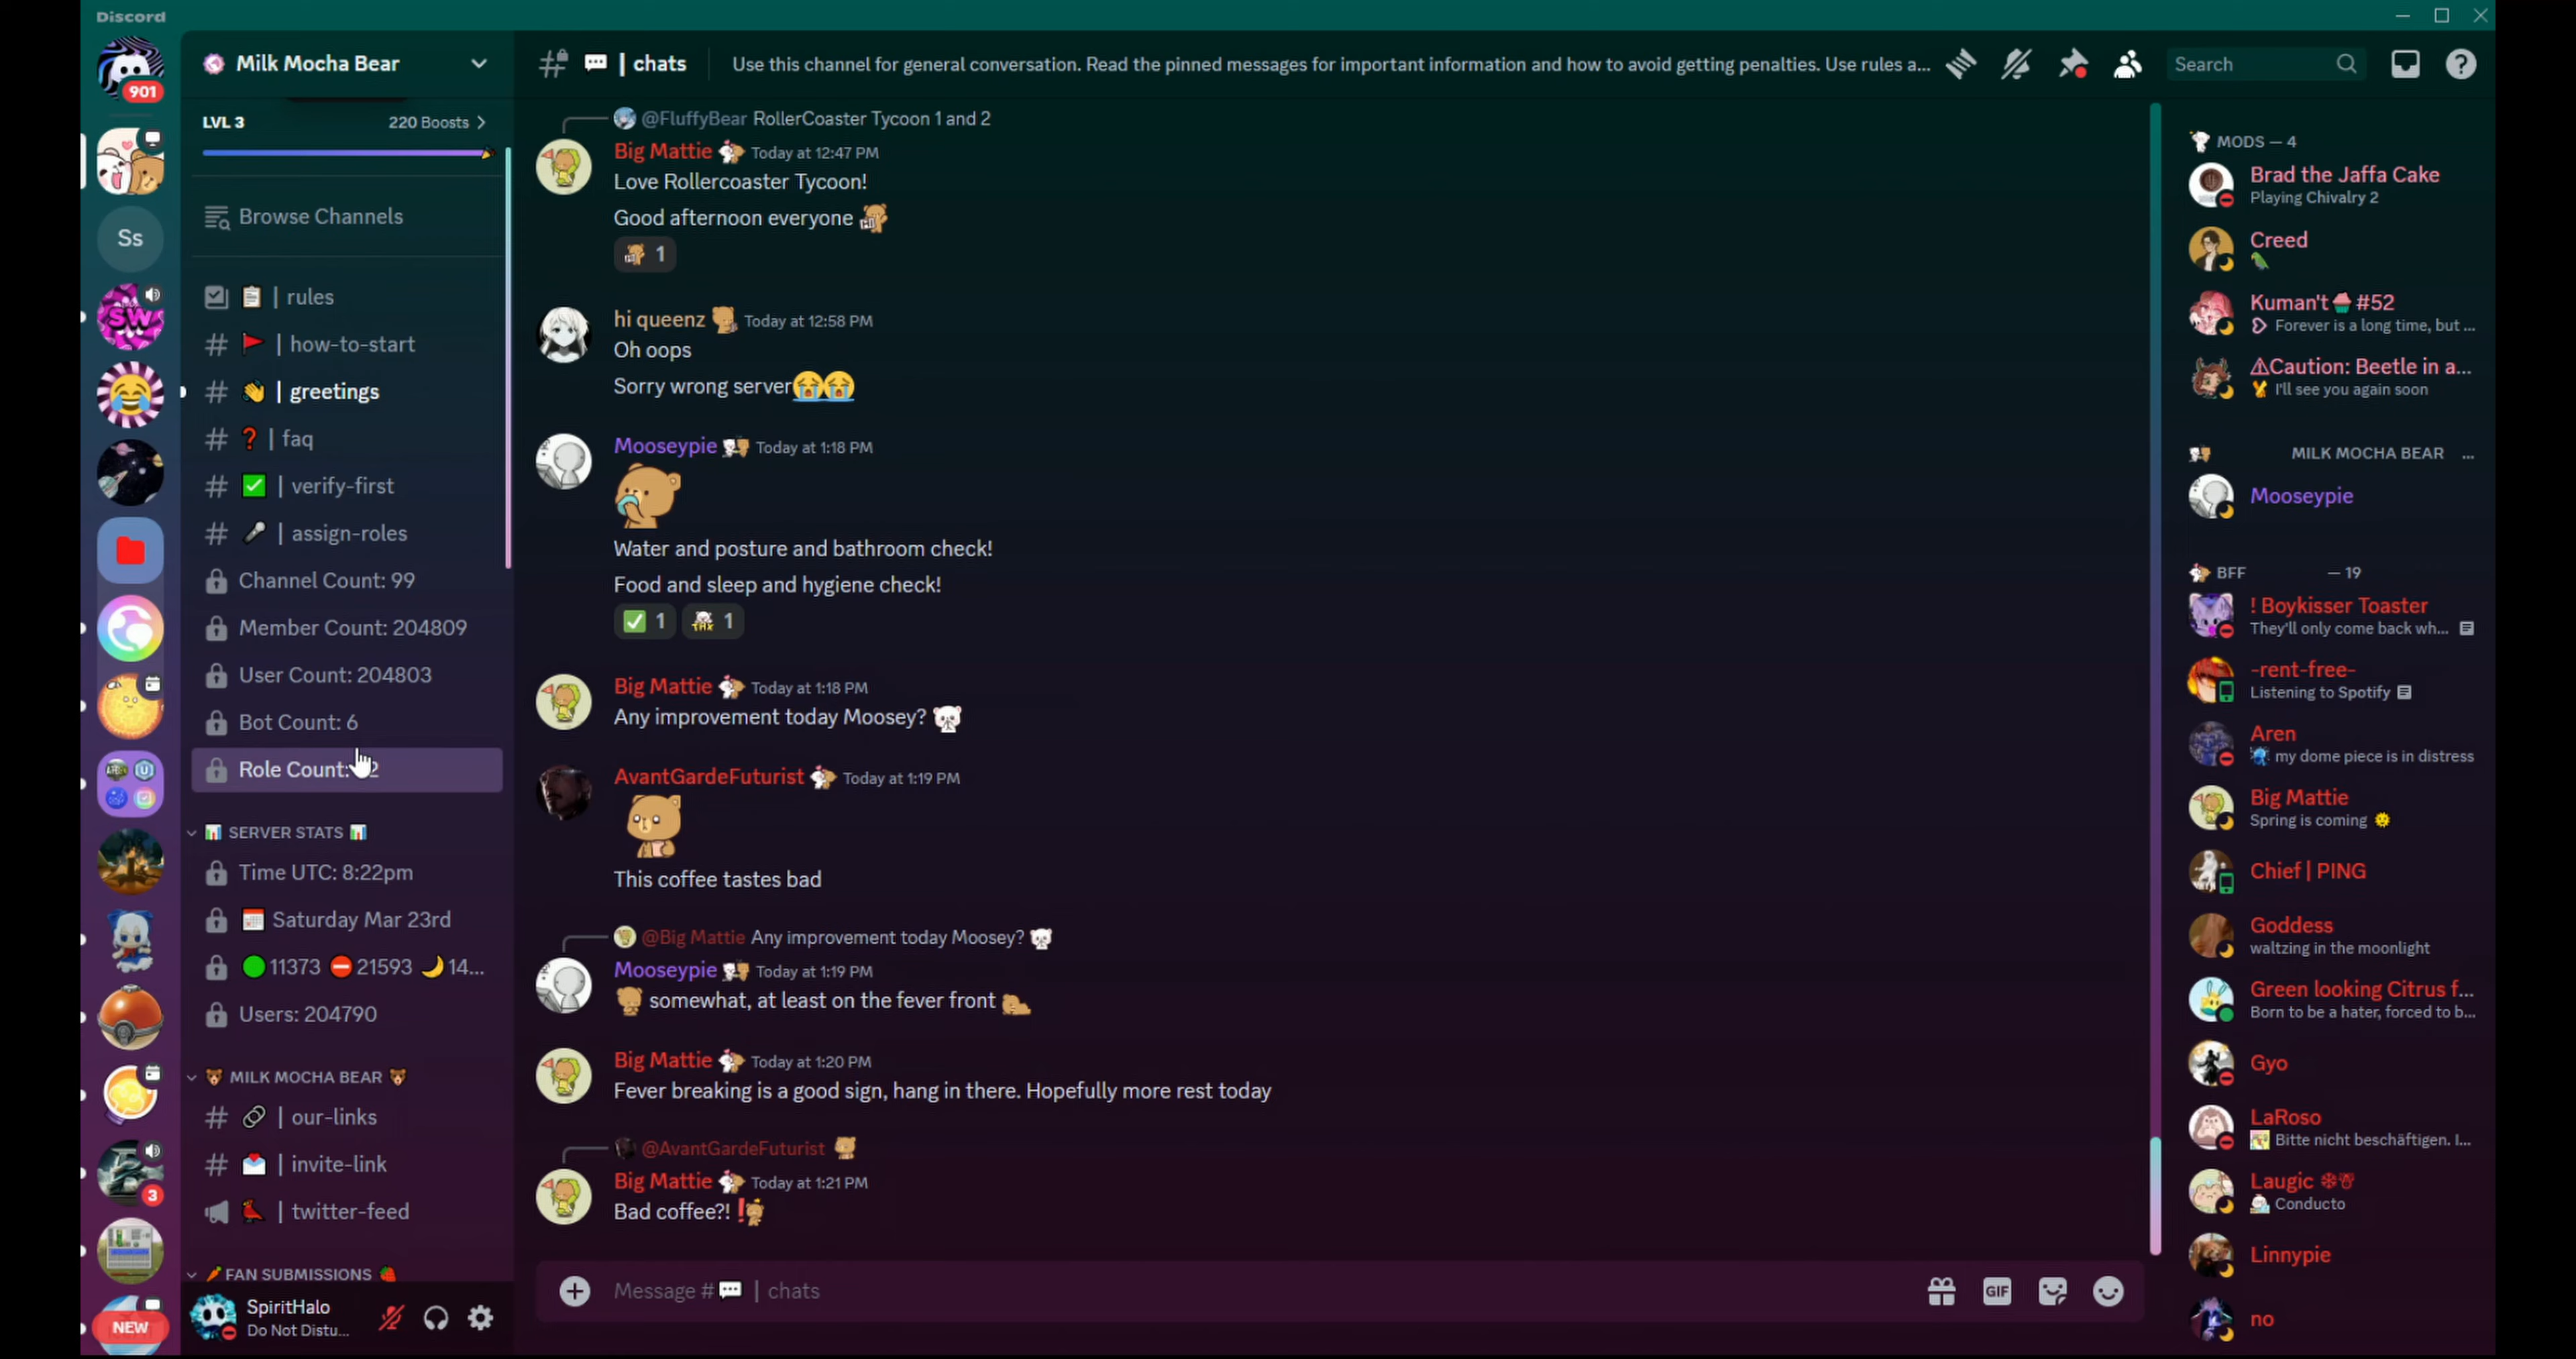 Discord
901
Ss
3
NEW
Milk Mocha Bear
LVL 3
220 Boosts
Browse Channels
| rules
| how-to-start
| greetings
| faq
| verify-first
| assign-roles
Channel Count: 99
Member Count: 204809
User Count: 204803
Bot Count: 6
Role Count:
SERVER STATS
Time UTC: 8:22pm
Saturday Mar 23rd
11373 21593 14...
Users: 204790
MILK MOCHA BEAR
| our-links
| invite-link
| twitter-feed
FAN SUBMISSIONS
SpiritHalo
Do Not Distu...
| chats
Use this channel for general conversation. Read the pinned messages for important information and how to avoid getting penalties. Use rules a...
Search
@FluffyBear RollerCoaster Tycoon 1 and 2
Big Mattie Today at 12:47 PM
Love Rollercoaster Tycoon!
Good afternoon everyone
1
hi queenz Today at 12:58 PM
Oh oops
Sorry wrong server
Mooseypie Today at 1:18 PM
Water and posture and bathroom check!
Food and sleep and hygiene check!
1 1
Big Mattie Today at 1:18 PM
Any improvement today Moosey?
AvantGardeFuturist Today at 1:19 PM
This coffee tastes bad
@Big Mattie Any improvement today Moosey?
Mooseypie Today at 1:19 PM
somewhat, at least on the fever front
Big Mattie Today at 1:20 PM
Fever breaking is a good sign, hang in there. Hopefully more rest today
@AvantGardeFuturist
Big Mattie Today at 1:21 PM
Bad coffee?!
Message # | chats
GIF
MODS — 4
Brad the Jaffa Cake
Playing Chivalry 2
Creed
Kuman't #52
Forever is a long time, but ...
⚠Caution: Beetle in a...
I'll see you again soon
MILK MOCHA BEAR ...
Mooseypie
BFF — 19
! Boykisser Toaster
They'll only come back wh...
-rent-free-
Listening to Spotify
Aren
my dome piece is in distress
Big Mattie
Spring is coming
Chief | PING
Goddess
waltzing in the moonlight
Green looking Citrus f...
Born to be a hater, forced to b...
Gyo
LaRoso
Bitte nicht beschäftigen. I...
Laugic
Conducto
Linnypie
no